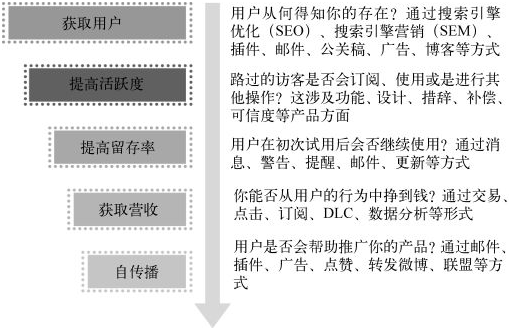 获取用户
用户从何得知你的存在？通过搜索引擎
优化（SEO）、搜索引擎营销（SEM）、
插件、邮件、公关稿、广告、博客等方式
提高活跃度
路过的访客是否会订阅、使用或是进行其
他操作？这涉及功能、设计、措辞、补偿、
可信度等产品方面
提高留存率
用户在初次试用后会否继续使用？通过消
息、警告、提醒、邮件、更新等方式
获取营收
你能否从用户的行为中挣到钱？通过交易、
点击、订阅、DLC、数据分析等形式
自传播
用户是否会帮助推广你的产品？通过邮件、
插件、广告、点赞、转发微博、联盟等方
式